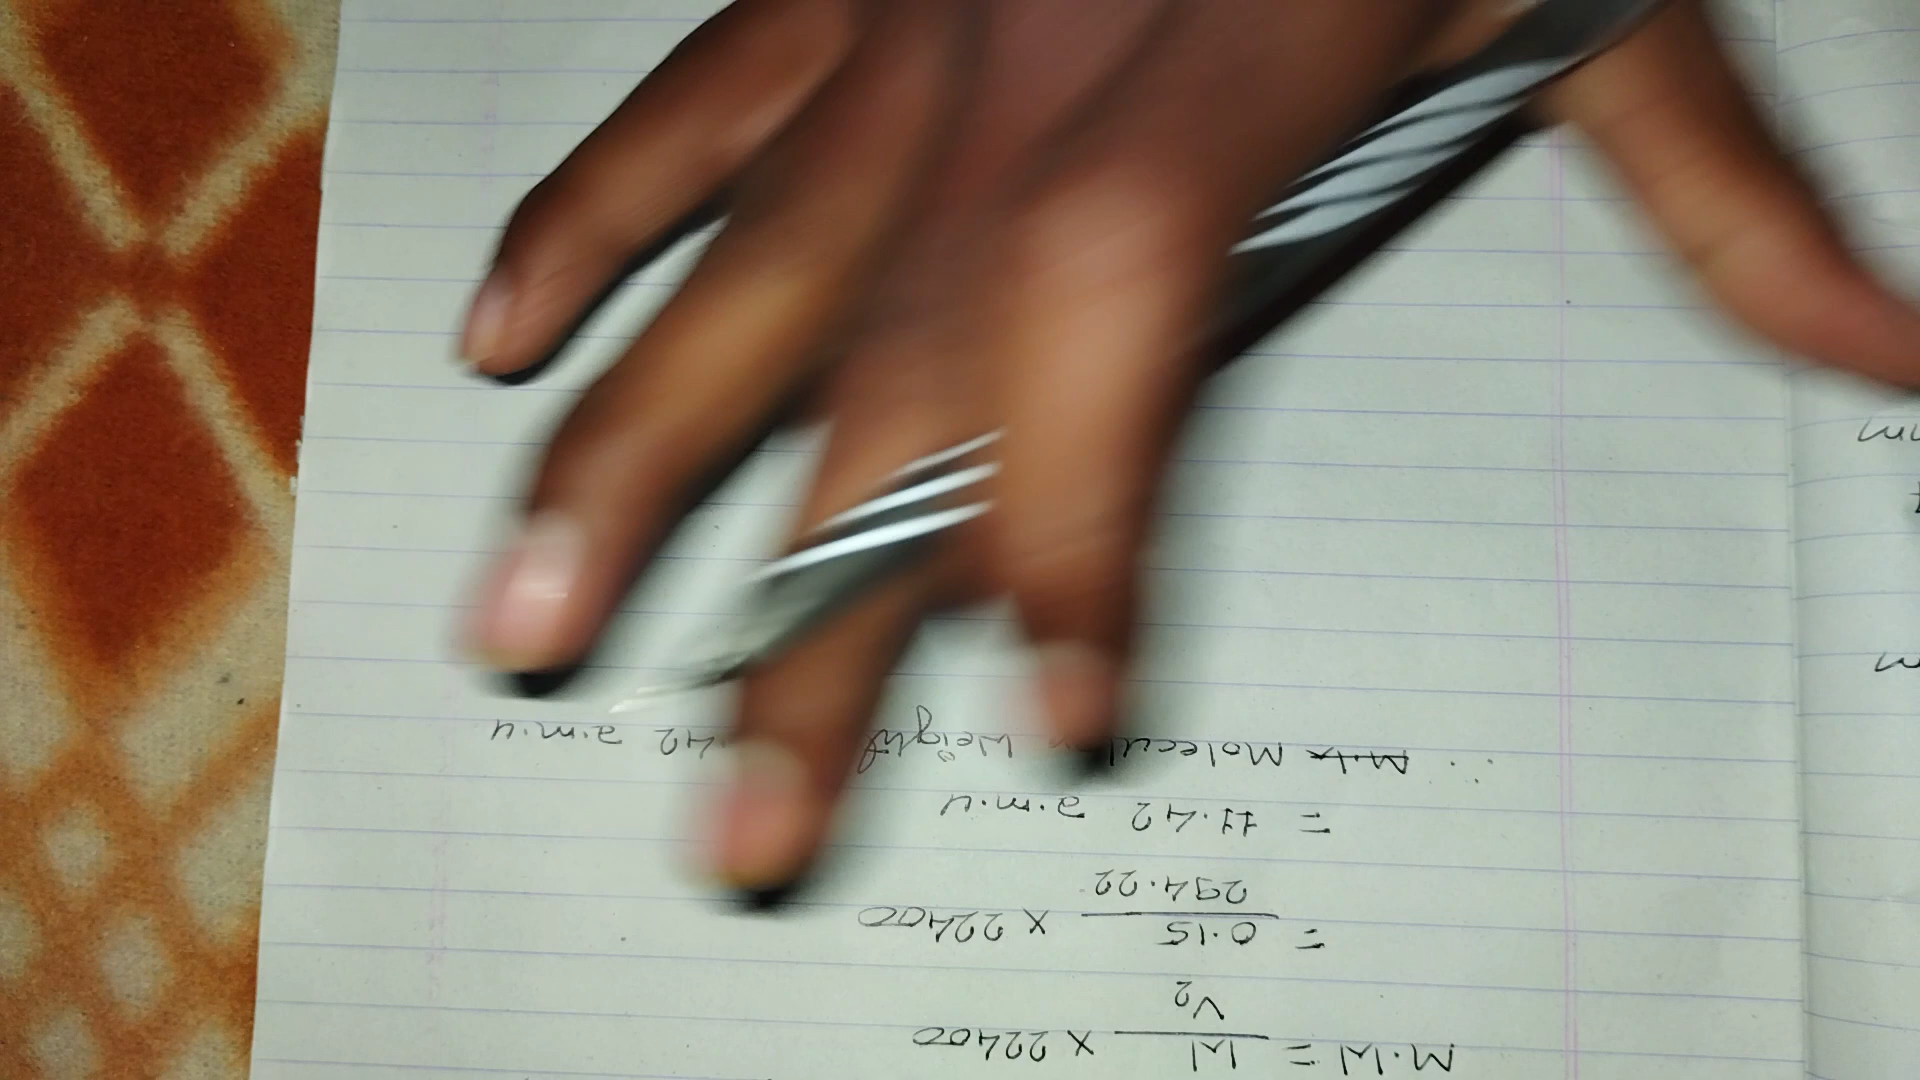 M.W = W/V2 × 22400
= 0.15/294.22 × 22400
= 11.42 a.m.u
∴ Molecular Weight .42 a.m.u